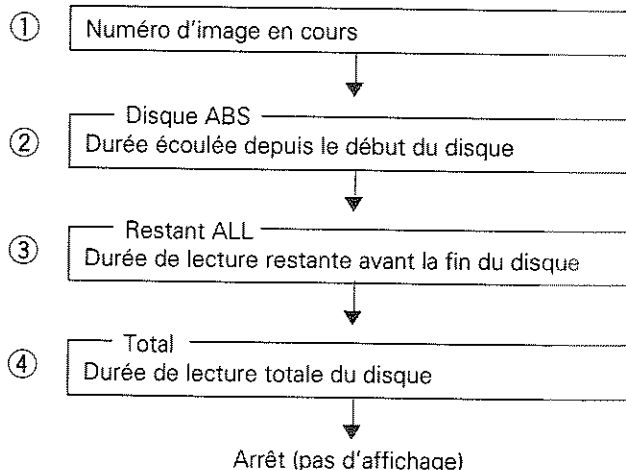 ① Numéro d'image en cours
Disque ABS
② Durée écoulée depuis le début du disque
Restant ALL
③ Durée de lecture restante avant la fin du disque
Total
④ Durée de lecture totale du disque
Arrêt (pas d'affichage)